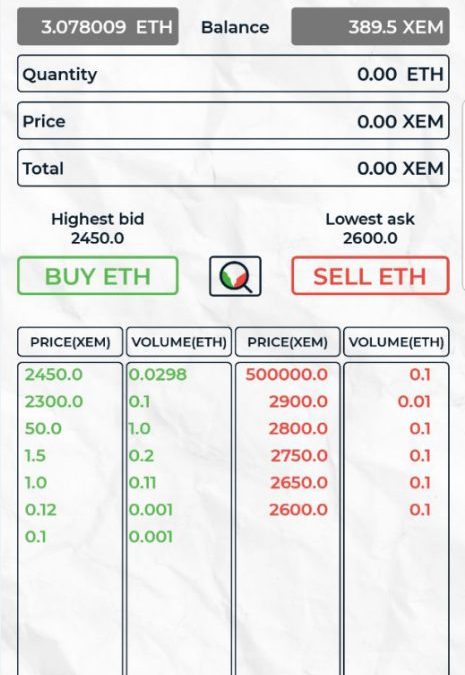 3.078009 ETH Balance 389.5 XEM
Quantity 0.00 ETH
Price 0.00 XEM
Total 0.00 XEM
Highest bid Lowest ask
2450.0 2600.0
BUY ETH SELL ETH
PRICE(XEM) VOLUME(ETH) PRICE(XEM) VOLUME(ETH)
2450.0 0.0298 500000.0 0.1
2300.0 0.1 2900.0 0.01
50.0 1.0 2800.0 0.1
1.5 0.2 2750.0 0.1
1.0 0.11 2650.0 0.1
0.12 0.001 2600.0 0.1
0.1 0.001